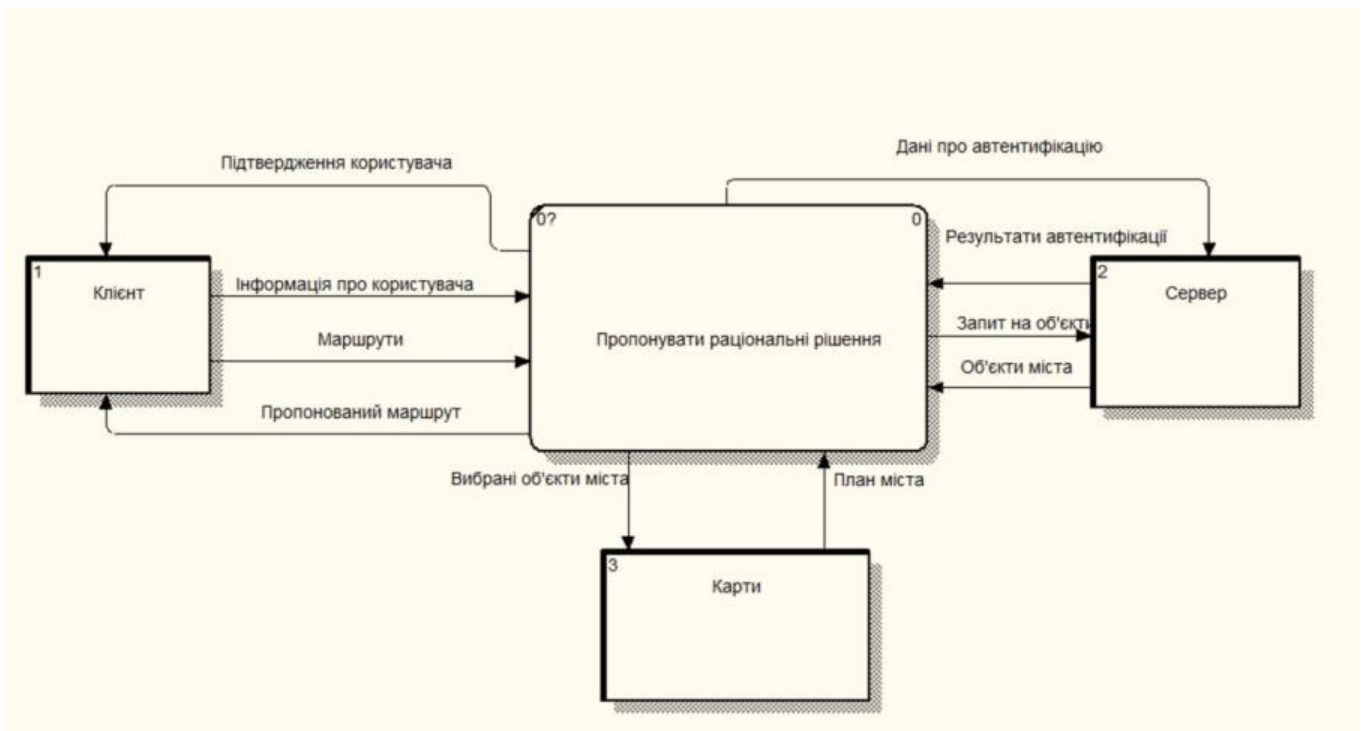 Дані про автентифікацію
Підтвердження користувача
0?
0
Результати автентифікації
1
Клієнт
2
Сервер
Інформація про користувача
Запит на об'єкти
Маршрути
Пропонувати раціональні рішення
Об'єкти міста
Пропонований маршрут
Вибрані об'єкти міста
План міста
3
Карти